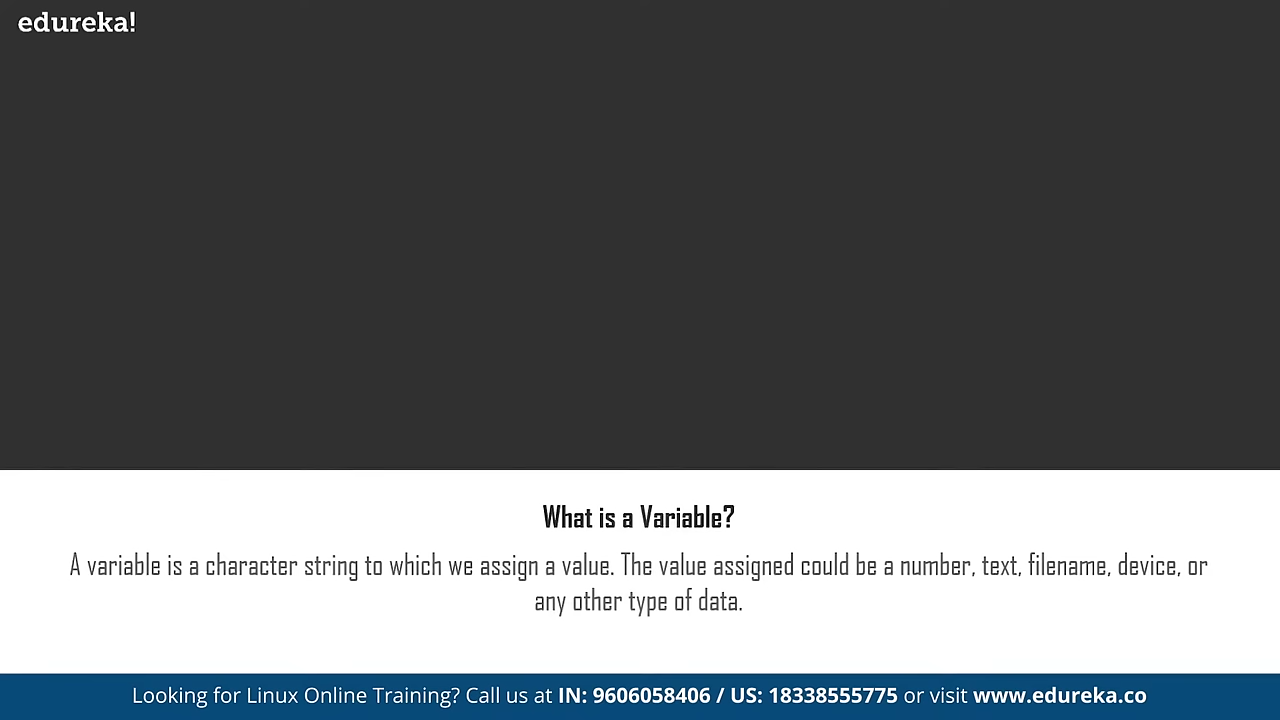 edureka!
What is a Variable?
A variable is a character string to which we assign a value. The value assigned could be a number, text, filename, device, or
any other type of data.
Looking for Linux Online Training? Call us at IN: 9606058406 / US: 18338555775 or visit www.edureka.co